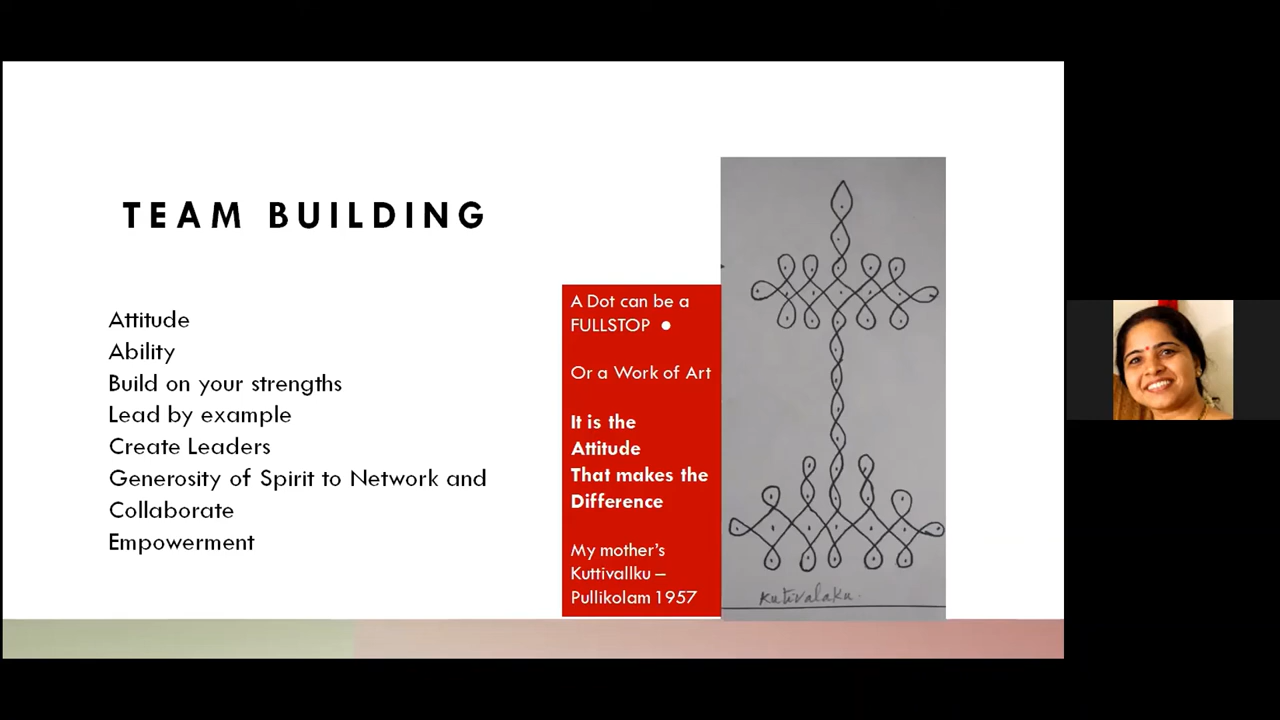 TEAM BUILDING
Attitude
Ability
Build on your strengths
Lead by example
Create Leaders
Generosity of Spirit to Network and
Collaborate
Empowerment
A Dot can be a
FULLSTOP ●
Or a Work of Art
It is the
Attitude
That makes the
Difference
My mother's
Kuttivallku –
Pullikolam 1957
Kutivalaku.